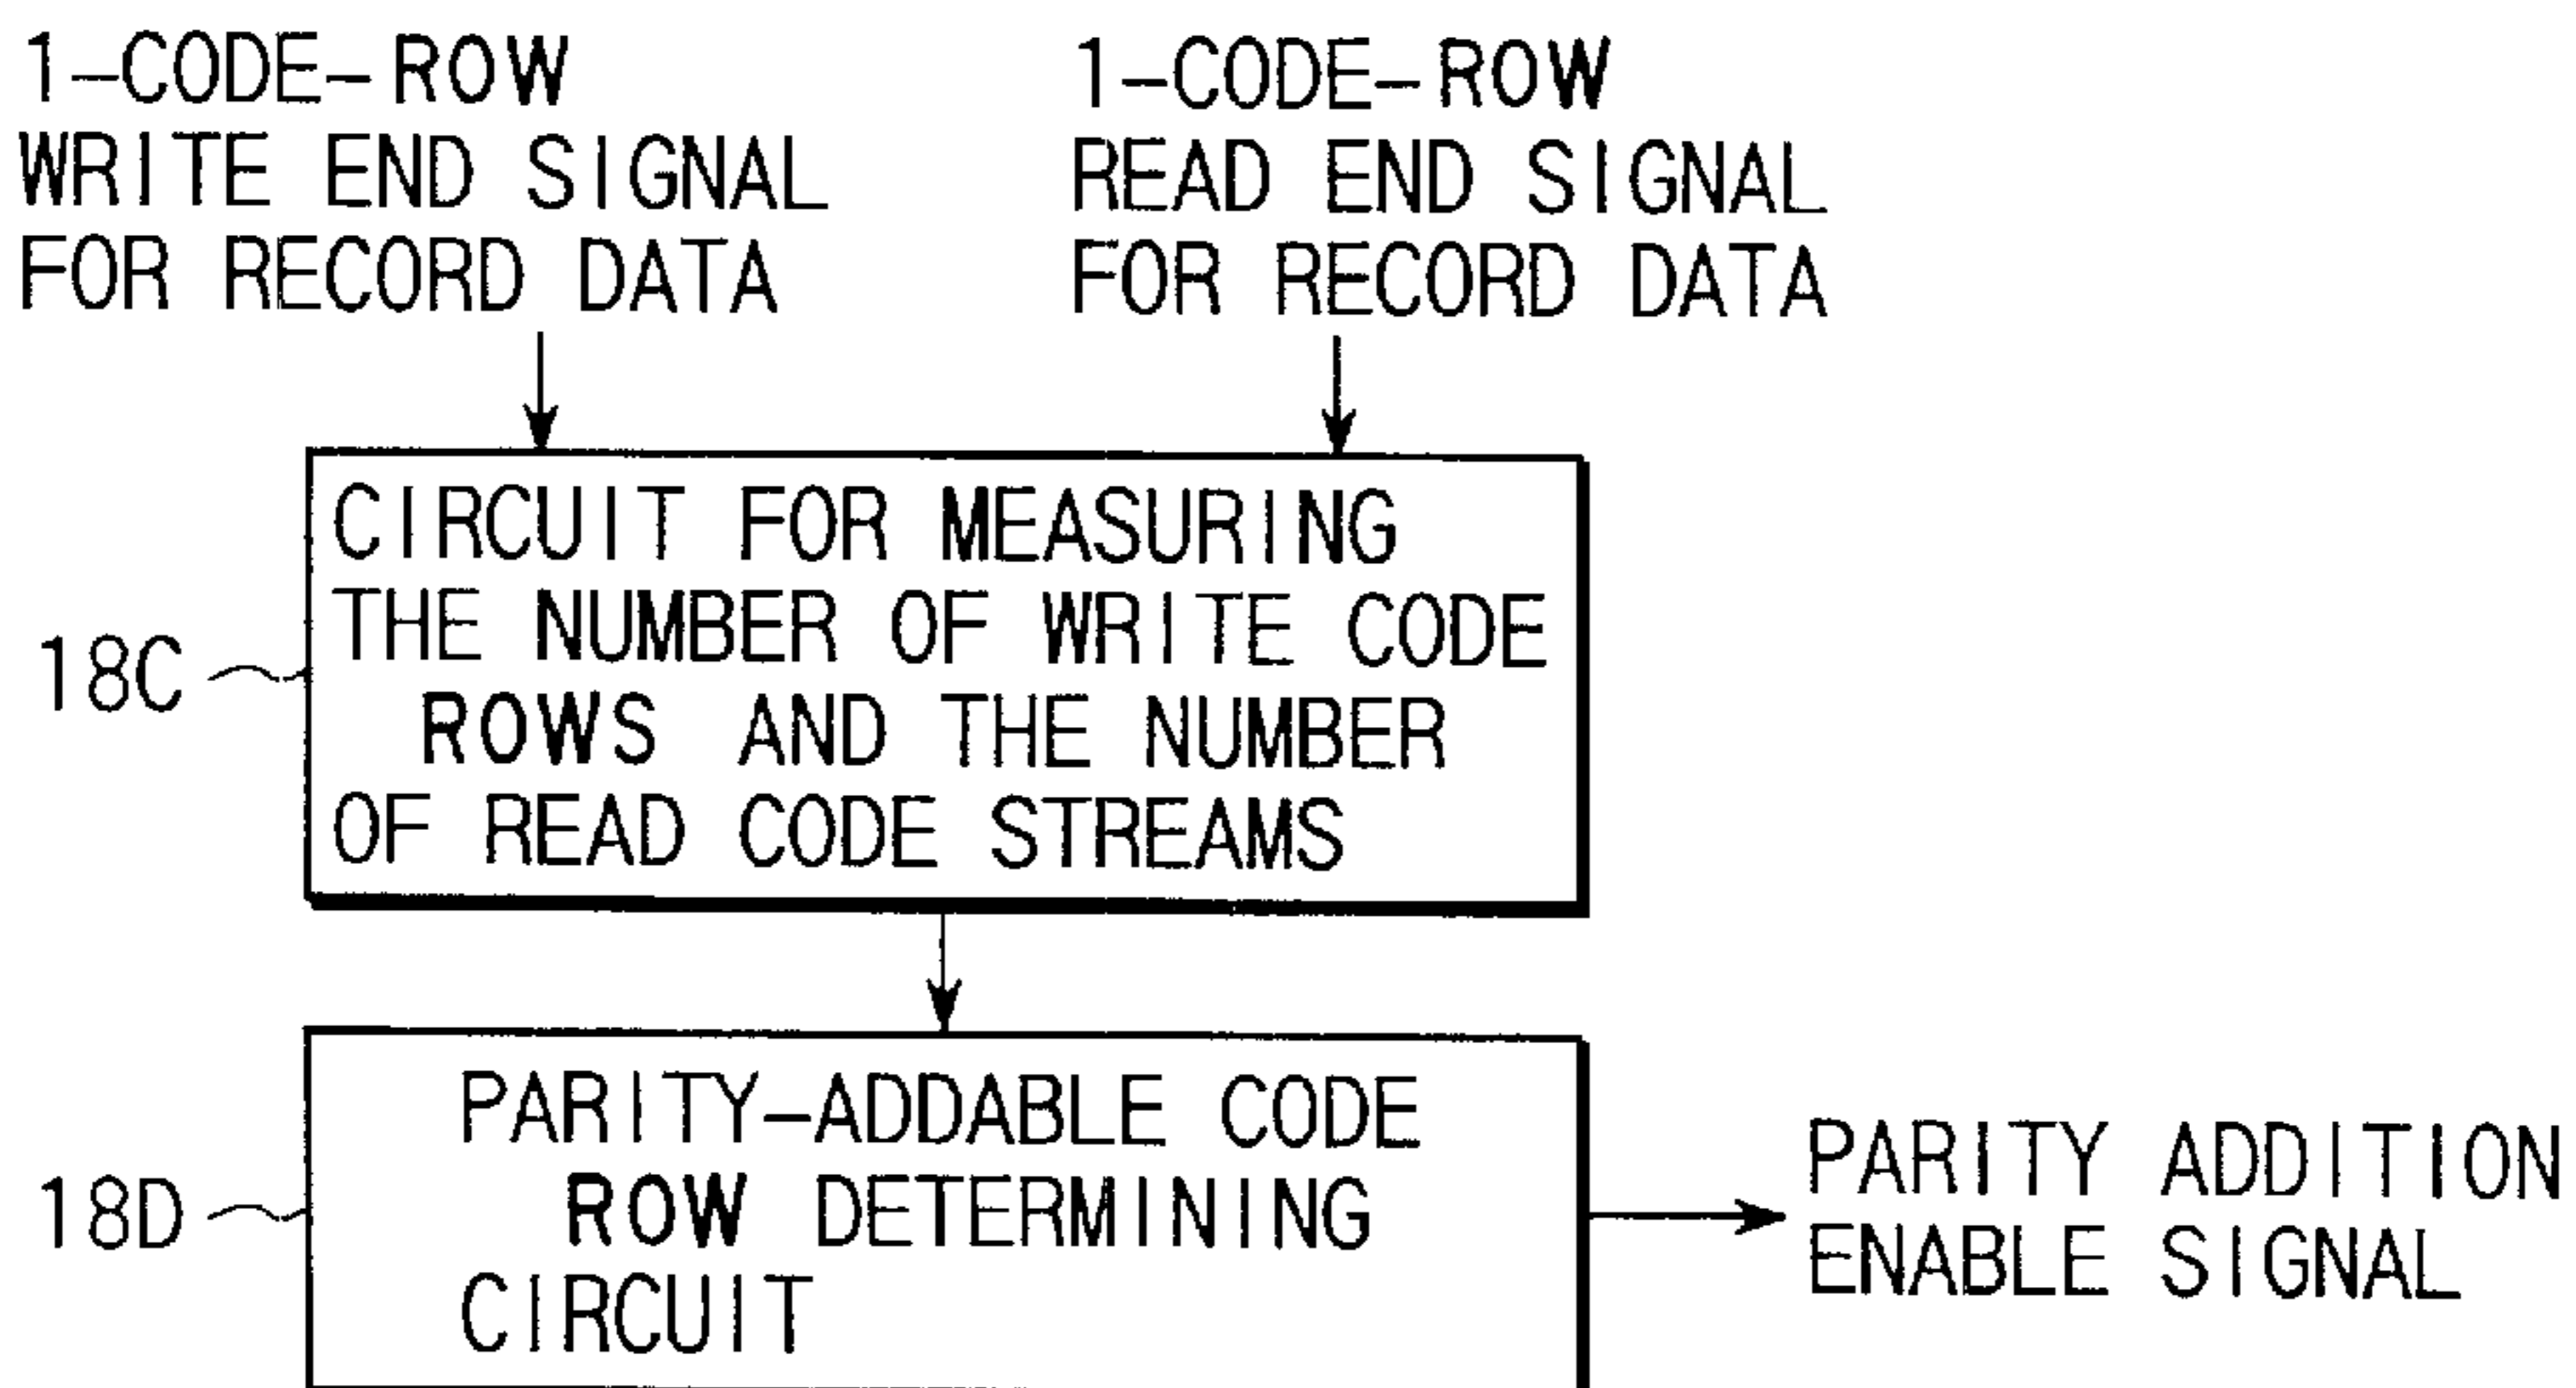 1-CODE-ROW
WRITE END SIGNAL
FOR RECORD DATA
1-CODE-ROW
READ END SIGNAL
FOR RECORD DATA
CIRCUIT FOR MEASURING
THE NUMBER OF WRITE CODE
ROWS AND THE NUMBER
OF READ CODE STREAMS
18C
PARITY-ADDABLE CODE
ROW DETERMINING
CIRCUIT
18D
PARITY ADDITION
ENABLE SIGNAL